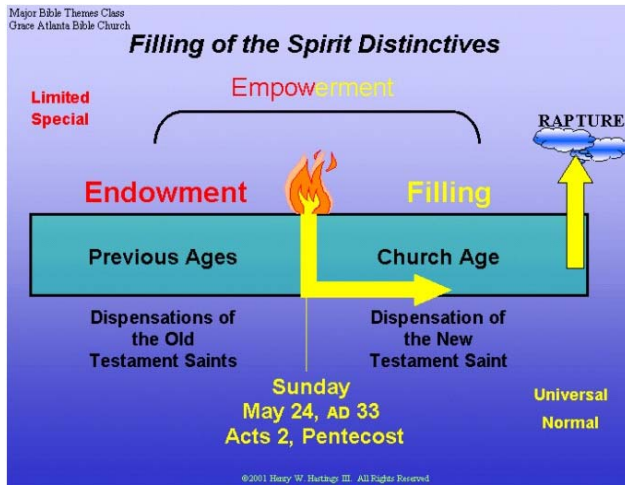 Major Bible Themes Class
Grace Atlanta Bible Church
Filling of the Spirit Distinctives
Empowerment
Limited
Special
RAPTURE
Endowment
Filling
Previous Ages
Church Age
Dispensations of
the Old
Testament Saints
Dispensation of
the New
Testament Saint
Sunday
May 24, AD 33
Acts 2, Pentecost
Universal
Normal
©2001 Henry W. Hastings III. All Rights Reserved